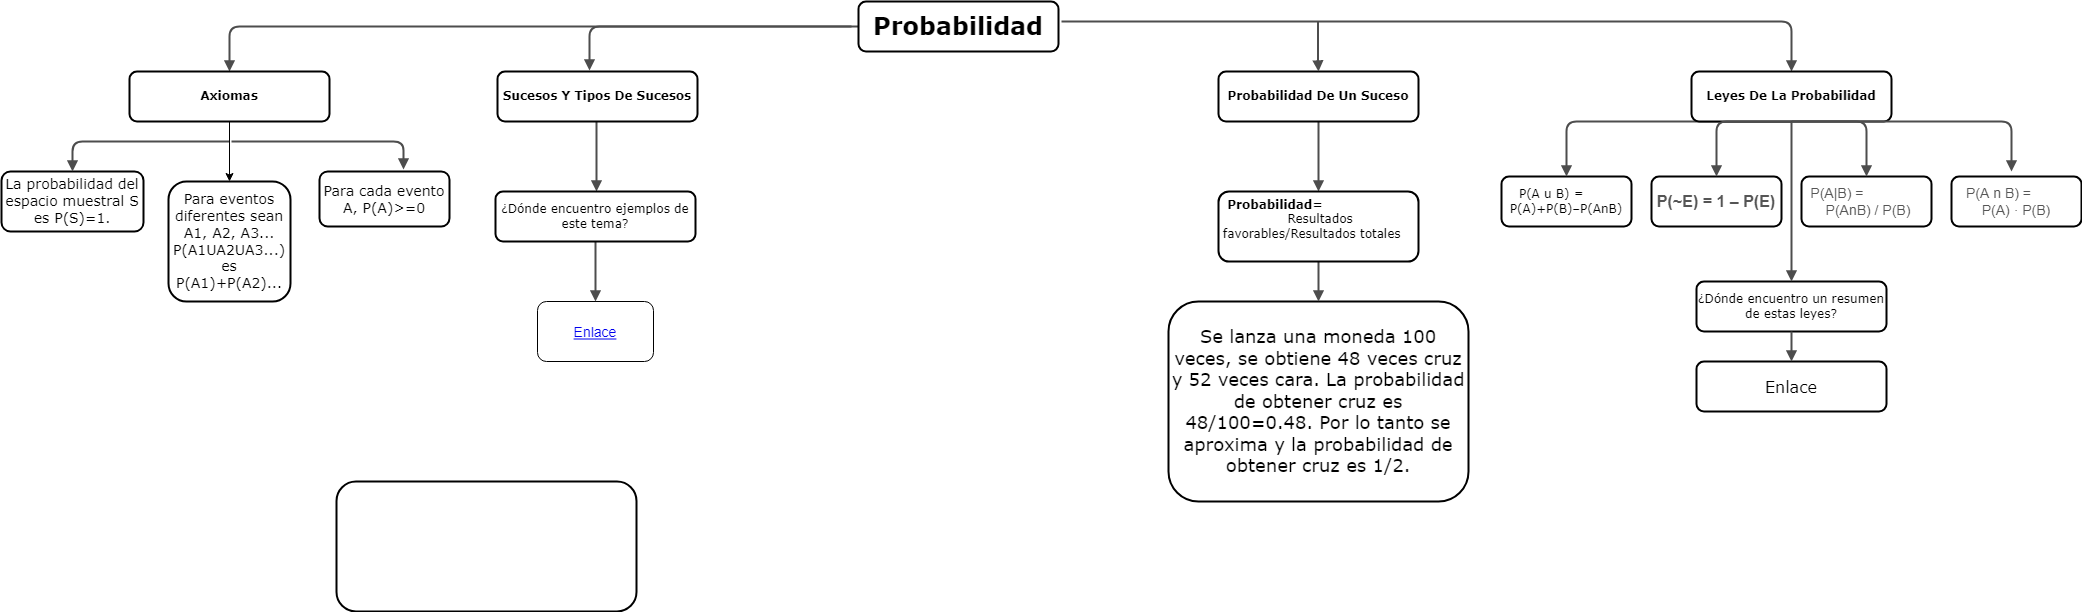 Probabilidad
Axiomas
La probabilidad del
espacio muestral S
es P(S)=1.
Para eventos
diferentes sean
A1, A2, A3...
P(A1UA2UA3...)
es
P(A1)+P(A2)...
Para cada evento
A, P(A)>=0
Sucesos Y Tipos De Sucesos
¿Dónde encuentro ejemplos de
este tema?
Enlace
Probabilidad De Un Suceso
Probabilidad=
Resultados
favorables/Resultados totales
Se lanza una moneda 100
veces, se obtiene 48 veces cruz
y 52 veces cara. La probabilidad
de obtener cruz es
48/100=0.48. Por lo tanto se
aproxima y la probabilidad de
obtener cruz es 1/2.
Leyes De La Probabilidad
P(A u B) =
P(A)+P(B)−P(AnB)
P(~E) = 1 – P(E)
P(A|B) =
P(AnB) / P(B)
P(A n B) =
P(A) · P(B)
¿Dónde encuentro un resumen
de estas leyes?
Enlace